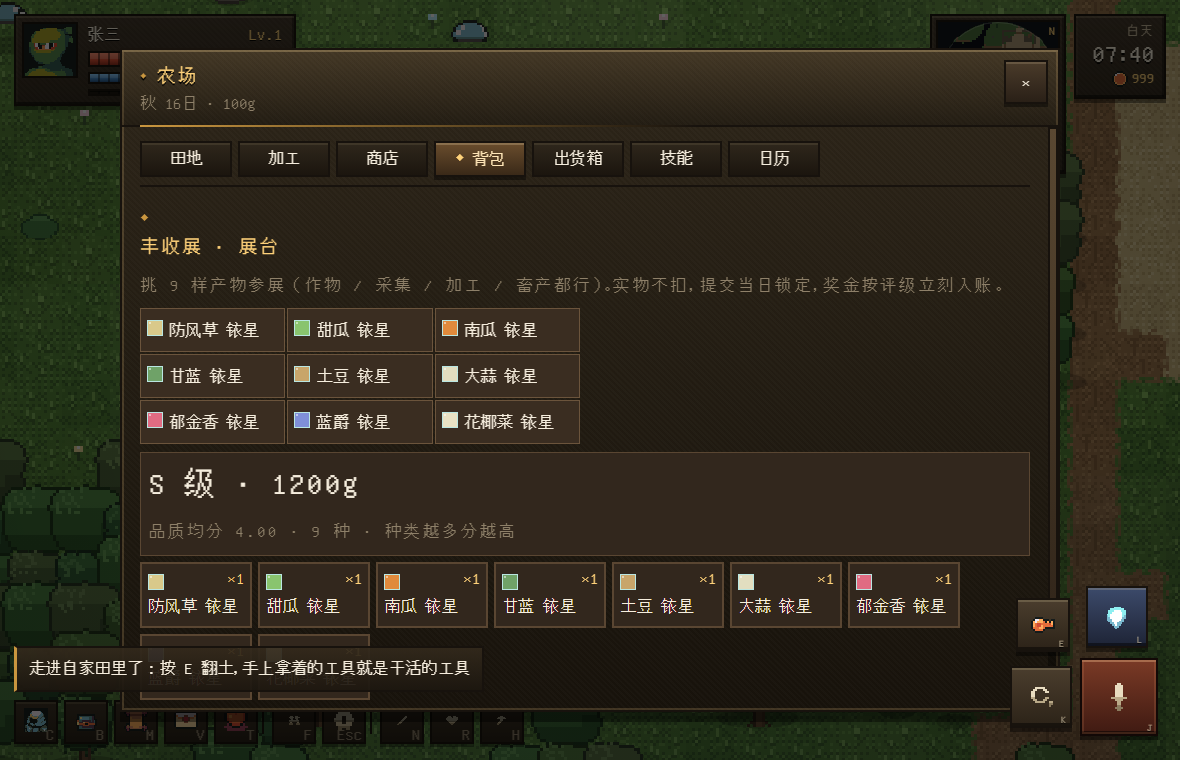 张三 Lv.1
N
白天
07:40
999
农场
秋 16日 · 100g
×
田地 加工 商店 背包 出货箱 技能 日历
丰收展 · 展台
挑 9 样产物参展(作物 / 采集 / 加工 / 畜产都行)。实物不扣,提交当日锁定,奖金按评级立刻入账。
防风草 铱星 甜瓜 铱星 南瓜 铱星
甘蓝 铱星 土豆 铱星 大蒜 铱星
郁金香 铱星 蓝爵 铱星 花椰菜 铱星
S 级 · 1200g
品质均分 4.00 · 9 种 · 种类越多分越高
×1 ×1 ×1 ×1 ×1 ×1 ×1
防风草 铱星 甜瓜 铱星 南瓜 铱星 甘蓝 铱星 土豆 铱星 大蒜 铱星 郁金香 铱星
走进自家田里了:按 E 翻土,手上拿着的工具就是干活的工具
E
L
C,
K
J
C B M V T F ESC N R H